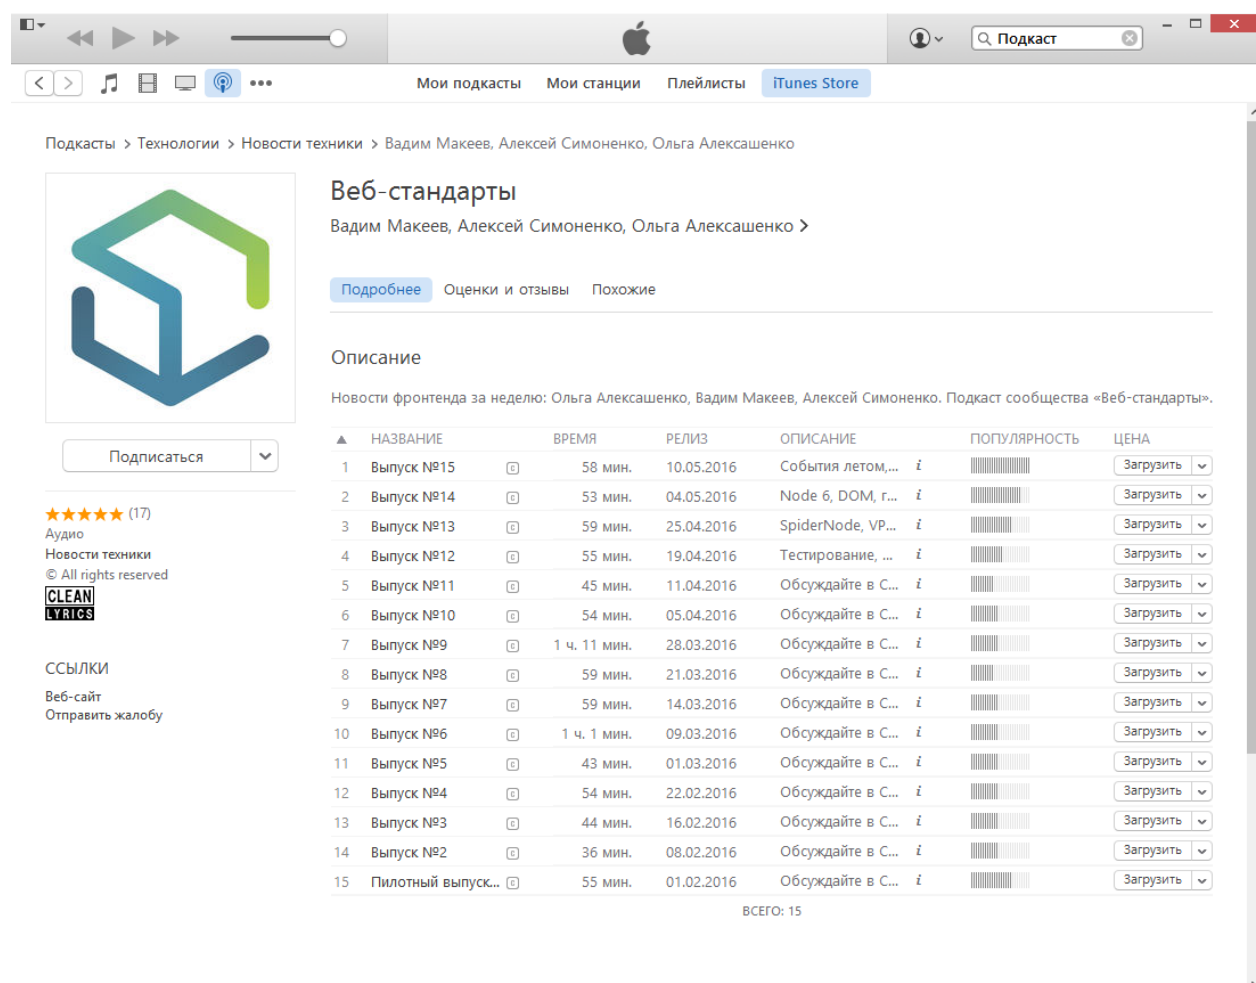 Подкаст
Мои подкасты Мои станции Плейлисты iTunes Store
Подкасты > Технологии > Новости техники > Вадим Макеев, Алексей Симоненко, Ольга Алексашенко
Веб-стандарты
Вадим Макеев, Алексей Симоненко, Ольга Алексашенко >
Подробнее Оценки и отзывы Похожие
Описание
Новости фронтенда за неделю: Ольга Алексашенко, Вадим Макеев, Алексей Симоненко. Подкаст сообщества «Веб-стандарты».
Подписаться
(17)
Аудио
Новости техники
© All rights reserved
CLEAN
LYRICS
ССЫЛКИ
Веб-сайт
Отправить жалобу
▲ НАЗВАНИЕ ВРЕМЯ РЕЛИЗ ОПИСАНИЕ ПОПУЛЯРНОСТЬ ЦЕНА
1 Выпуск №15 C 58 мин. 10.05.2016 События летом,... i Загрузить
2 Выпуск №14 C 53 мин. 04.05.2016 Node 6, DOM, г... i Загрузить
3 Выпуск №13 C 59 мин. 25.04.2016 SpiderNode, VP... i Загрузить
4 Выпуск №12 C 55 мин. 19.04.2016 Тестирование, ... i Загрузить
5 Выпуск №11 C 45 мин. 11.04.2016 Обсуждайте в С... i Загрузить
6 Выпуск №10 C 54 мин. 05.04.2016 Обсуждайте в С... i Загрузить
7 Выпуск №9 C 1 ч. 11 мин. 28.03.2016 Обсуждайте в С... i Загрузить
8 Выпуск №8 C 59 мин. 21.03.2016 Обсуждайте в С... i Загрузить
9 Выпуск №7 C 59 мин. 14.03.2016 Обсуждайте в С... i Загрузить
10 Выпуск №6 C 1 ч. 1 мин. 09.03.2016 Обсуждайте в С... i Загрузить
11 Выпуск №5 C 43 мин. 01.03.2016 Обсуждайте в С... i Загрузить
12 Выпуск №4 C 54 мин. 22.02.2016 Обсуждайте в С... i Загрузить
13 Выпуск №3 C 44 мин. 16.02.2016 Обсуждайте в С... i Загрузить
14 Выпуск №2 C 36 мин. 08.02.2016 Обсуждайте в С... i Загрузить
15 Пилотный выпуск... C 55 мин. 01.02.2016 Обсуждайте в С... i Загрузить
ВСЕГО: 15